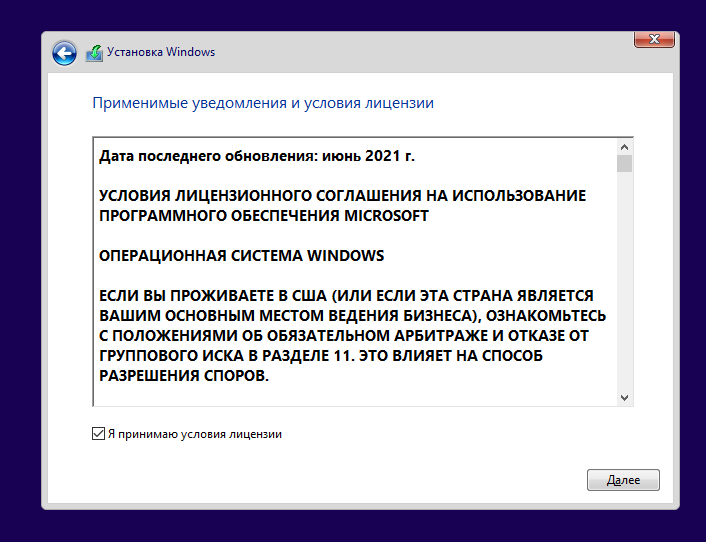 Установка Windows
Применимые уведомления и условия лицензии
Дата последнего обновления: июнь 2021 г.
УСЛОВИЯ ЛИЦЕНЗИОННОГО СОГЛАШЕНИЯ НА ИСПОЛЬЗОВАНИЕ
ПРОГРАММНОГО ОБЕСПЕЧЕНИЯ MICROSOFT
ОПЕРАЦИОННАЯ СИСТЕМА WINDOWS
ЕСЛИ ВЫ ПРОЖИВАЕТЕ В США (ИЛИ ЕСЛИ ЭТА СТРАНА ЯВЛЯЕТСЯ
ВАШИМ ОСНОВНЫМ МЕСТОМ ВЕДЕНИЯ БИЗНЕСА), ОЗНАКОМЬТЕСЬ
С ПОЛОЖЕНИЯМИ ОБ ОБЯЗАТЕЛЬНОМ АРБИТРАЖЕ И ОТКАЗЕ ОТ
ГРУППОВОГО ИСКА В РАЗДЕЛЕ 11. ЭТО ВЛИЯЕТ НА СПОСОБ
РАЗРЕШЕНИЯ СПОРОВ.
Я принимаю условия лицензии
Далее